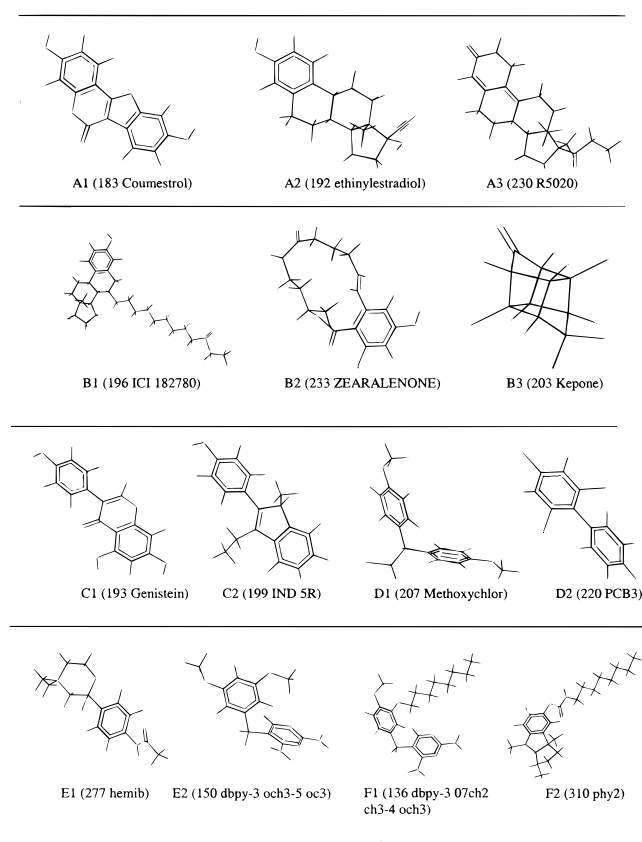 A1 (183 Coumestrol)
A2 (192 ethinylestradiol)
A3 (230 R5020)
B1 (196 ICI 182780)
B2 (233 ZEARALENONE)
B3 (203 Kepone)
C1 (193 Genistein)
C2 (199 IND 5R)
D1 (207 Methoxychlor)
D2 (220 PCB3)
E1 (277 hernib)
E2 (150 dbpy-3 och3-5 oc3)
F1 (136 dbpy-3 07ch2
ch3-4 och3)
F2 (310 phy2)